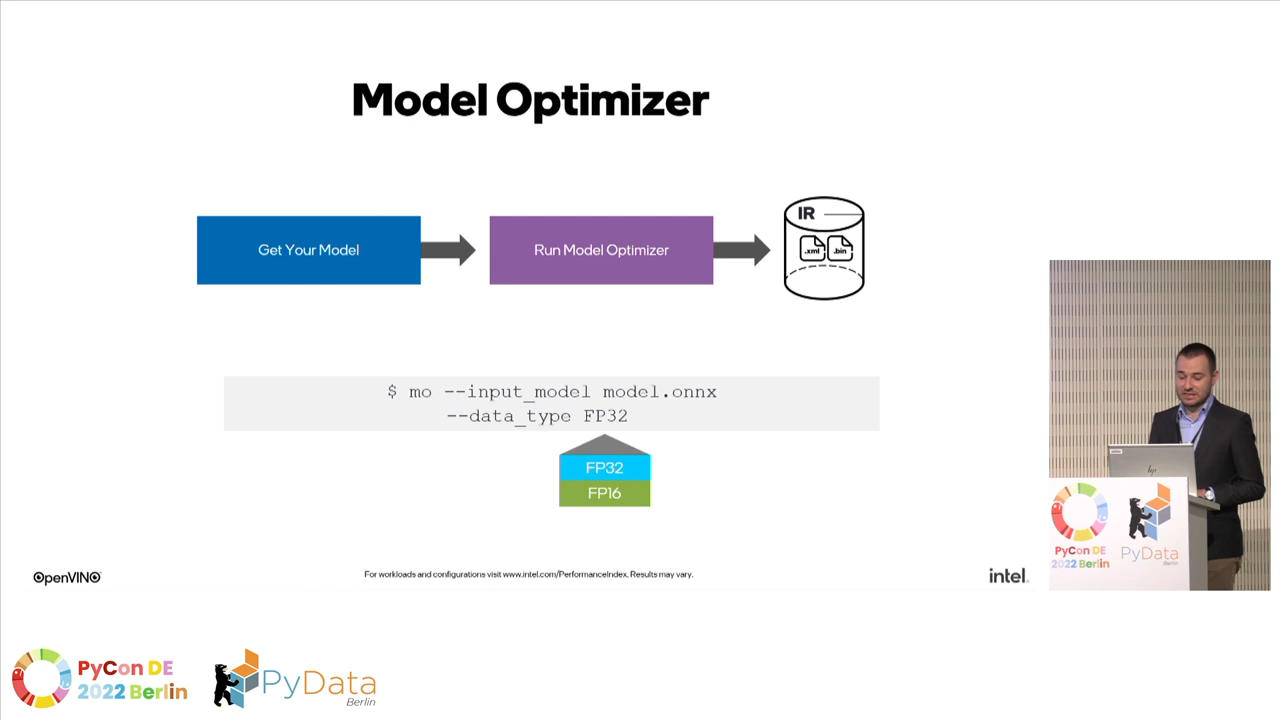 Model Optimizer
Get Your Model
Run Model Optimizer
IR
.xml
.bin
$ mo --input_model model.onnx
--data_type FP32
FP32
FP16
OpenVINO
For workloads and configurations visit www.intel.com/PerformanceIndex. Results may vary.
intel.
hp
PyCon DE
2022 Berlin
PyData
Berlin
PyCon DE
2022 Berlin
PyData
Berlin